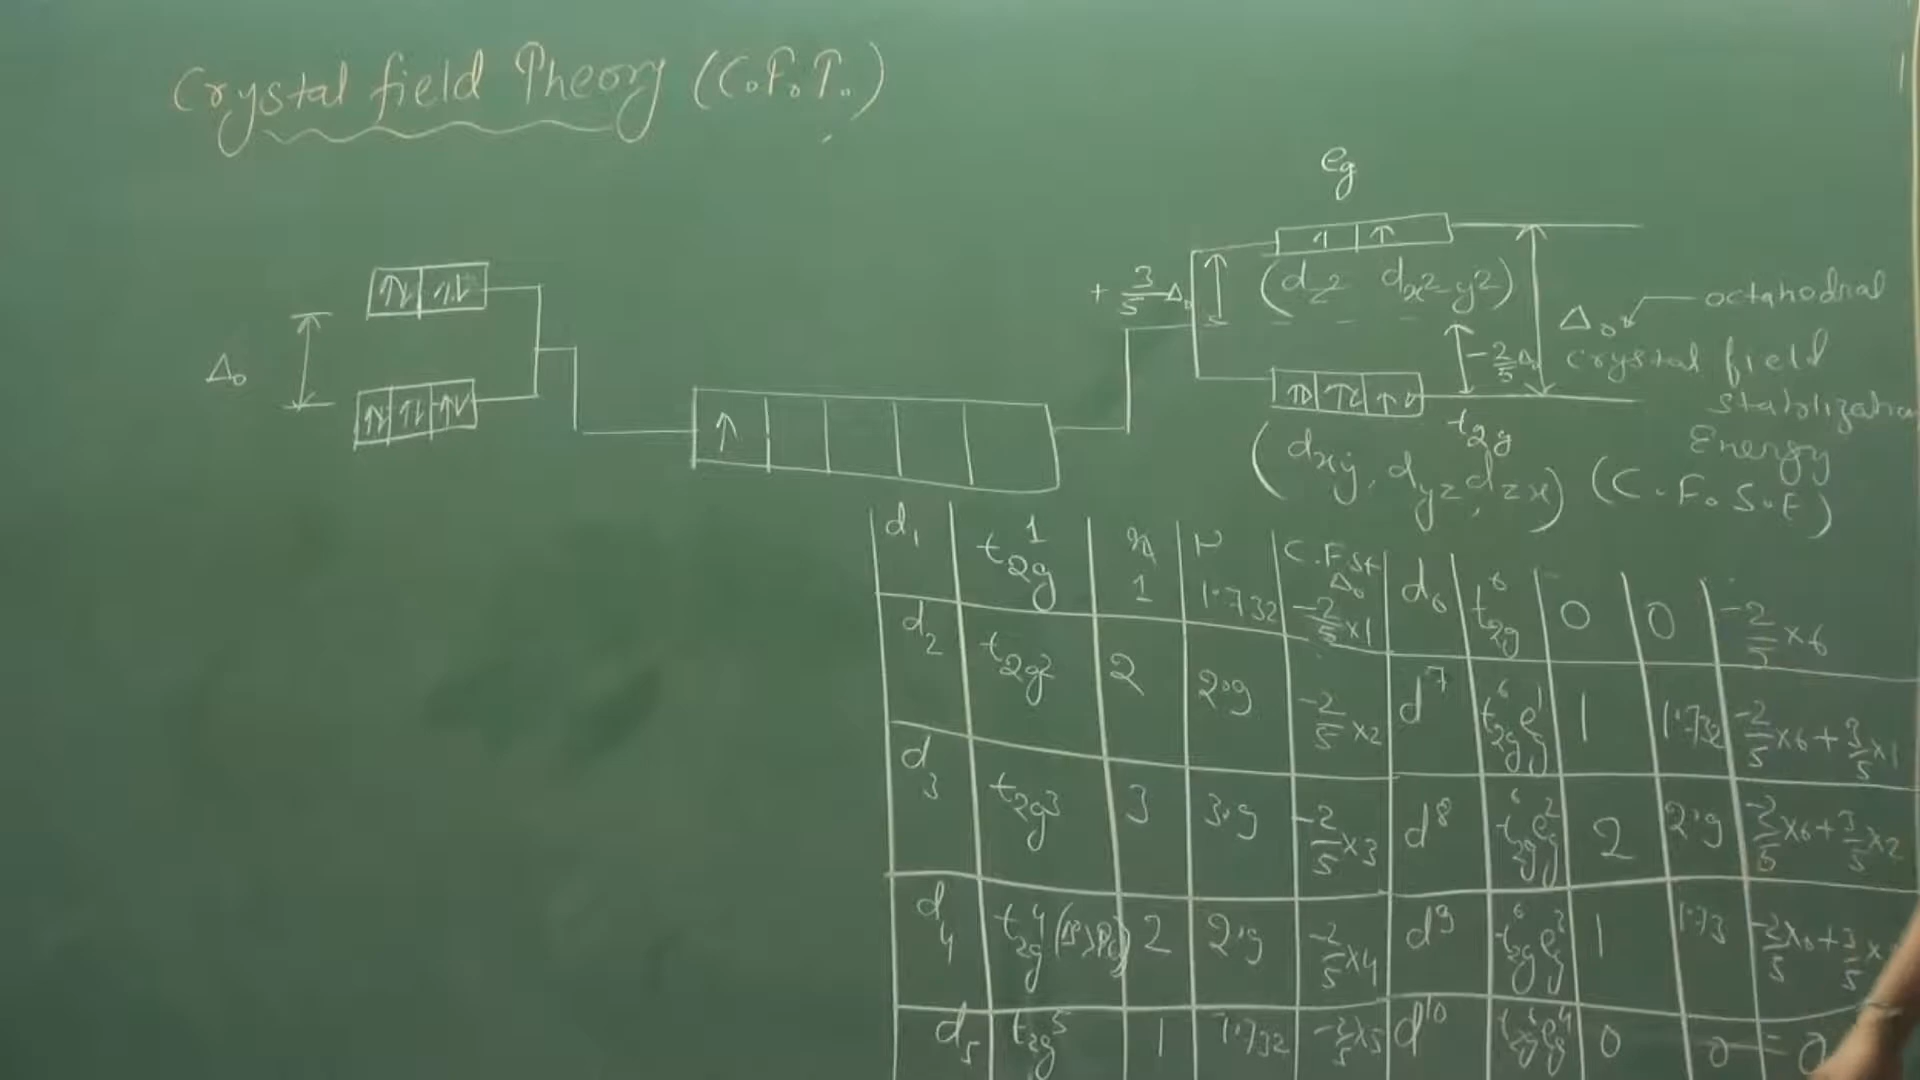 Crystal field Theory (C.F.T.)
eg
+ 3/5 Δo
(dz2 dx2-y2)
Δo
-2/5 Δo
Δo octahodral
crystal field
stabilization
Energy
(C.F.S.E)
t2g
(dxy, dyz, dzx)
d1 t2g1 n 1 μ 1.732 C.F.SE Δo -2/5 x1 d6 t2g6 0 0 -2/5 x6
d2 t2g2 2 2.9 -2/5 x2 d7 t2g6 eg1 1 1.732 -2/5 x6 + 3/5 x1
d3 t2g3 3 3.9 -2/5 x3 d8 t2g6 eg2 2 2.9 -2/5 x6 + 3/5 x2
d4 t2g4 2 2.9 -2/5 x4 d9 t2g6 eg3 1 1.73 -2/5 x6 + 3/5 x
d5 t2g5 1 1.732 -2/5 x5 d10 t2g6 eg4 0 0 0